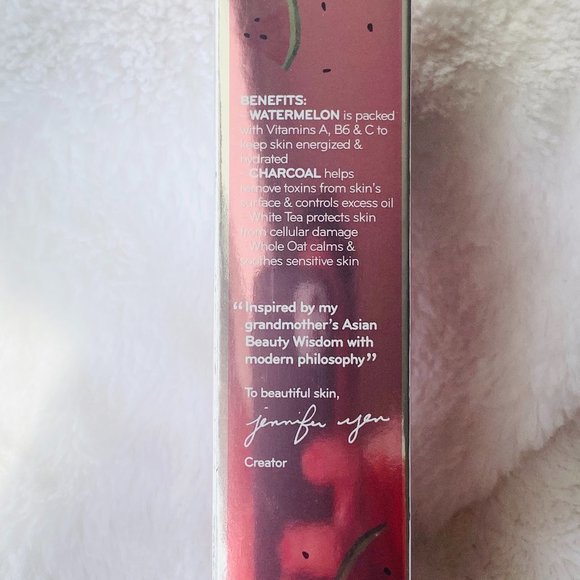 BENEFITS:
- WATERMELON is packed
with Vitamins A, B6 & C to
keep skin energized &
hydrated
- CHARCOAL helps
remove toxins from skin's
surface & controls excess oil
- White Tea protects skin
from cellular damage
- Whole Oat calms &
soothes sensitive skin
“Inspired by my
grandmother's Asian
Beauty Wisdom with
modern philosophy”
To beautiful skin,
jennifer yen
Creator